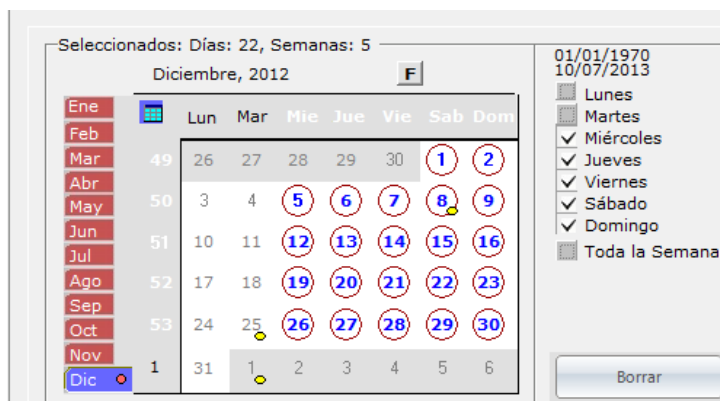 Seleccionados: Días: 22, Semanas: 5
Diciembre, 2012 F
Ene
Feb
Mar
Abr
May
Jun
Jul
Ago
Sep
Oct
Nov
Dic
Lun Mar Mie Jue Vie Sab Dom
49 26 27 28 29 30 1 2
50 3 4 5 6 7 8 9
51 10 11 12 13 14 15 16
52 17 18 19 20 21 22 23
53 24 25 26 27 28 29 30
1 31 1 2 3 4 5 6
01/01/1970
10/07/2013
Lunes
Martes
Miércoles
Jueves
Viernes
Sábado
Domingo
Toda la Semana
Borrar